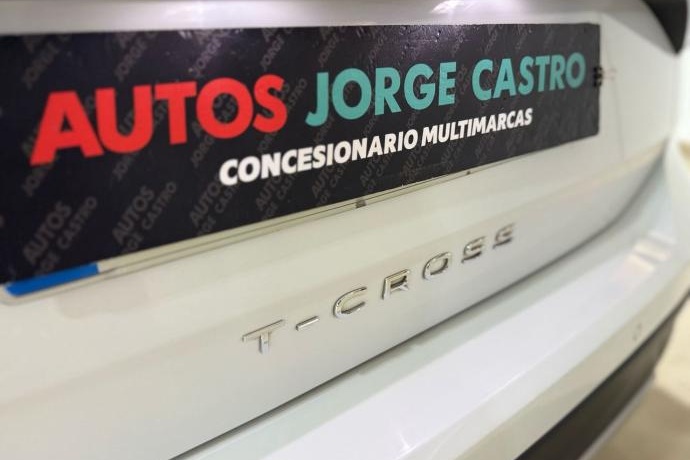 AUTOS JORGE CASTRO
CONCESIONARIO MULTIMARCAS
T-CROSS